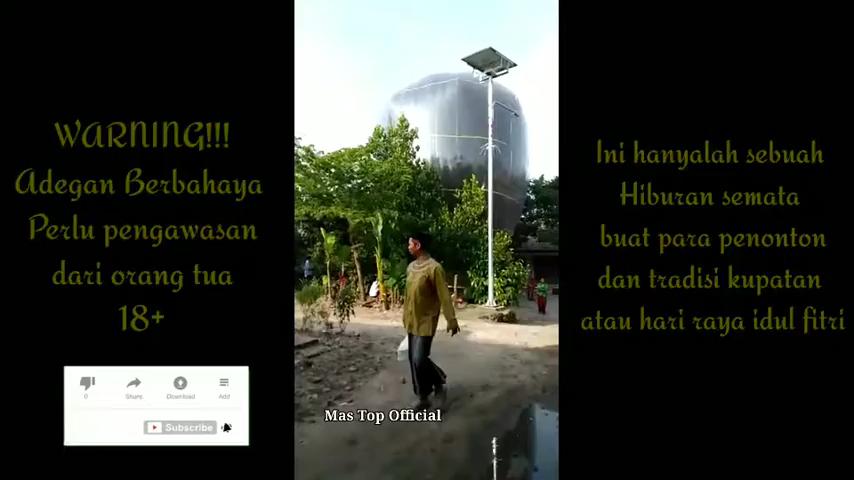 WARNING!!!
Adegan Berbahaya
Perlu pengawasan
dari orang tua
18+
0
Share
Download
Add
Subscribe
Mas Top Official
Ini hanyalah sebuah
Hiburan semata
buat para penonton
dan tradisi kupatan
atau hari raya idul fitri